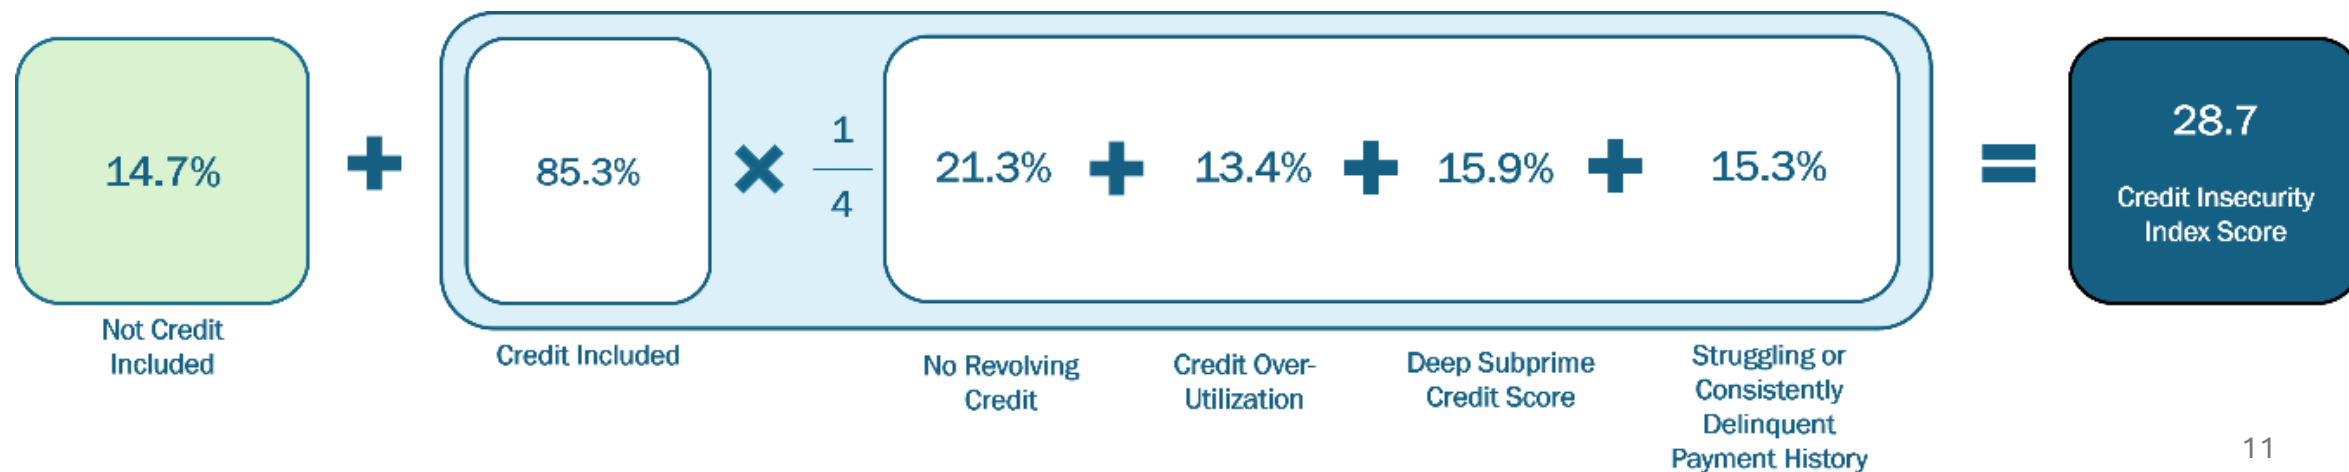 14.7%
+
85.3%
×
1
4
21.3%
+
13.4%
+
15.9%
+
15.3%
=
28.7
Credit Insecurity
Index Score
Not Credit
Included
Credit Included
No Revolving
Credit
Credit Over-
Utilization
Deep Subprime
Credit Score
Struggling or
Consistently
Delinquent
Payment History
11